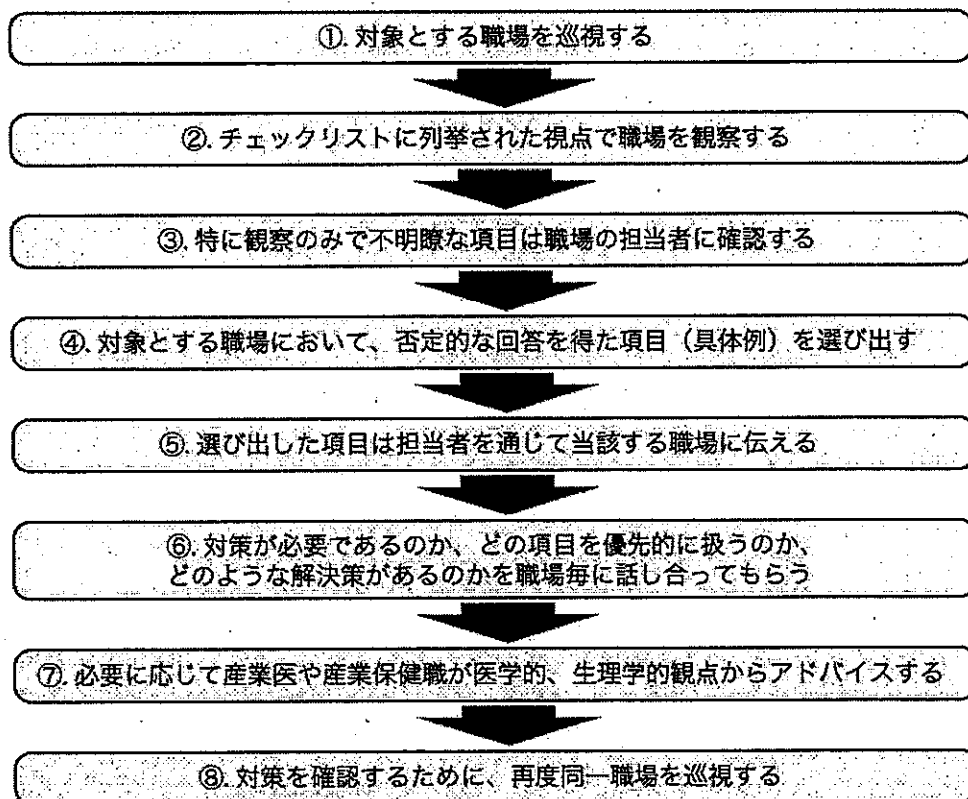 ①. 対象とする職場を巡視する
②. チェックリストに列挙された視点で職場を観察する
③. 特に観察のみで不明瞭な項目は職場の担当者に確認する
④. 対象とする職場において、否定的な回答を得た項目（具体例）を選び出す
⑤. 選び出した項目は担当者を通じて当該する職場に伝える
⑥. 対策が必要であるのか、どの項目を優先的に扱うのか、
どのような解決策があるのかを職場毎に話し合ってもらう
⑦. 必要に応じて産業医や産業保健職が医学的、生理学的観点からアドバイスする
⑧. 対策を確認するために、再度同一職場を巡視する